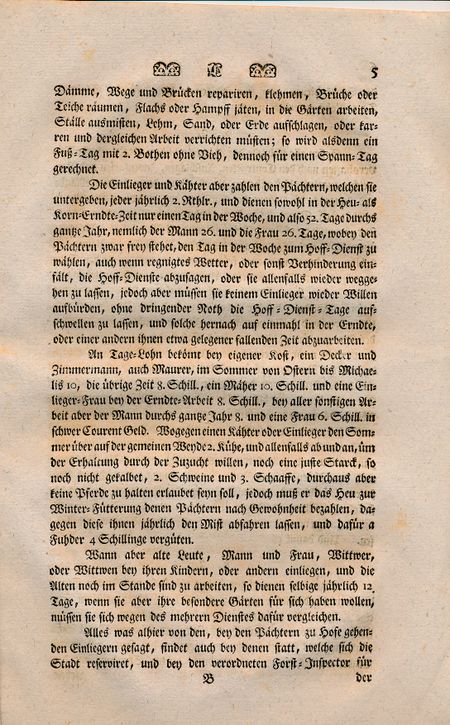 5
Dämme, Wege und Brücken repariren, klehmen, Brüche oder
Teiche räumen, Flachs oder Hampff jäten, in die Gärten arbeiten,
Ställe ausmisten, Lehm, Sand, oder Erde aufschlagen, oder kar-
ren und dergleichen Arbeit verrichten müsten; so wird alsdenn ein
Fuß-Tag mit 2. Bothen ohne Vieh, dennoch für einen Spann-Tag
gerechnet.
Die Einlieger und Kähter aber zahlen den Pächtern, welchen sie
untergeben, jeder jährlich 2. Rthlr., und dienen sowohl in der Heu- als
Korn-Erndte-Zeit nur einen Tag in der Woche, und also 52. Tage durchs
gantze Jahr, nemlich der Mann 26. und die Frau 26. Tage, wobey den
Pächtern zwar frey stehet, den Tag in der Woche zum Hoff-Dienst zu
wählen, auch wenn regnigtes Wetter, oder sonst Verhinderung ein-
fält, die Hoff-Dienste abzusagen, oder sie allenfalls wieder wegge-
hen zu lassen, jedoch aber müssen sie keinem Einlieger wieder Willen
aufbürden, ohne dringender Noth die Hoff-Dienst-Tage auf-
schwellen zu lassen, und solche hernach auf einmahl in der Erndte,
oder einer andern ihnen etwa gelegener fallenden Zeit abzuarbeiten.
An Tage-Lohn bekömt bey eigener Kost, ein Decker und
Zimmermann, auch Maurer, im Sommer von Ostern bis Michae-
lis 10, die übrige Zeit 8. Schill., ein Mäher 10. Schill. und eine Ein-
lieger-Frau bey der Erndte-Arbeit 8. Schill., bey aller sonstigen Ar-
beit aber der Mann durchs gantze Jahr 8. und eine Frau 6. Schill. in
schwer Courent Geld. Wogegen einen Kähter oder Einlieger den Som-
mer über auf der gemeinen Weyde 2. Kühe, und allenfalls ab und an, üm
der Erhaltung durch der Zuzucht willen, noch eine juste Starck, so
noch nicht gekalbet, 2. Schweine und 3. Schaaffe, durchaus aber
keine Pferde zu halten erlaubet seyn soll, jedoch muß er das Heu zur
Winter-Fütterung denen Pächtern nach Gewohnheit bezahlen, da-
gegen diese ihnen jährlich den Mist abfahren lassen, und dafür a
Fuhder 4 Schillinge vergüten.
Wann aber alte Leute, Mann und Frau, Wittwer,
oder Wittwen bey ihren Kindern, oder andern einliegen, und die
Alten noch im Stande sind zu arbeiten, so dienen selbige jährlich 12
Tage, wenn sie aber ihre besondere Gärten für sich haben wollen,
müssen sie sich wegen des mehrern Dienstes dafür vergleichen.
Alles was alhier von den, bey den Pächtern zu Hofe gehen-
den Einliegern gesagt, findet auch bey denen statt, welche sich die
Stadt reserviret, und bey den verordneten Forst-Inspector für
B der